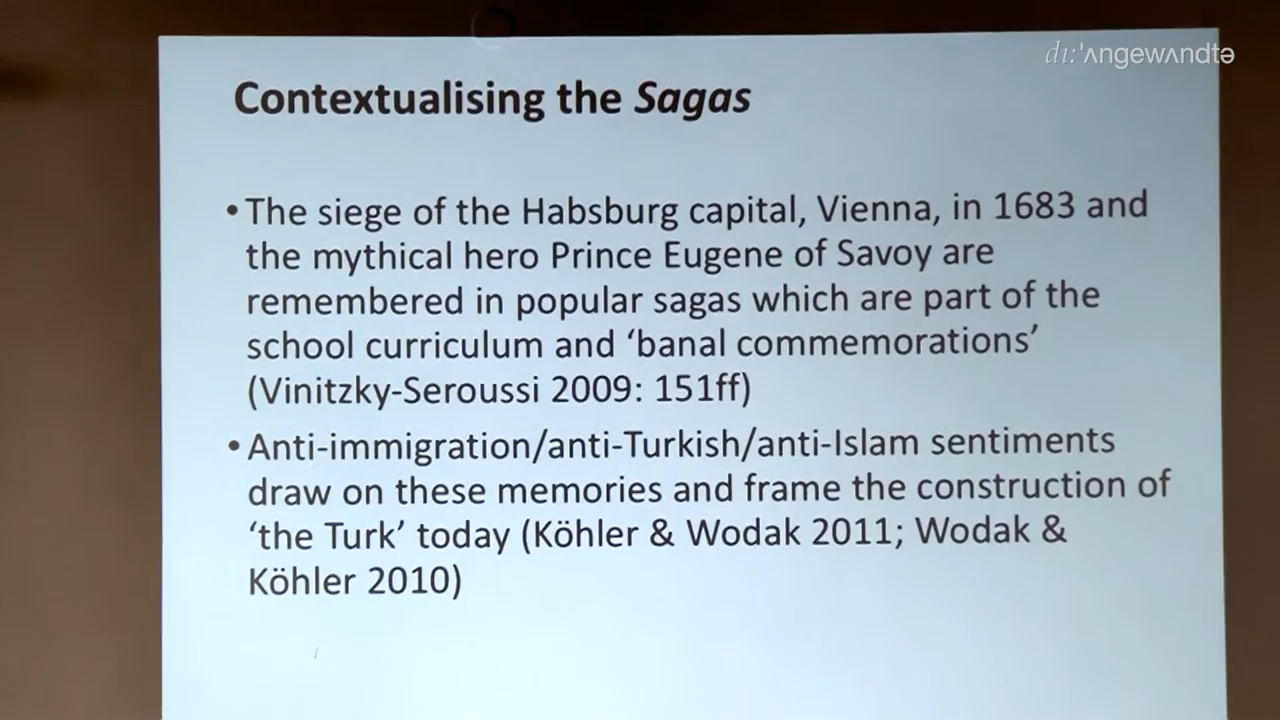 dı:ˈʌngewʌndtə
Contextualising the Sagas
•The siege of the Habsburg capital, Vienna, in 1683 and
the mythical hero Prince Eugene of Savoy are
remembered in popular sagas which are part of the
school curriculum and ‘banal commemorations’
(Vinitzky-Seroussi 2009: 151ff)
•Anti-immigration/anti-Turkish/anti-Islam sentiments
draw on these memories and frame the construction of
‘the Turk’ today (Köhler & Wodak 2011; Wodak &
Köhler 2010)